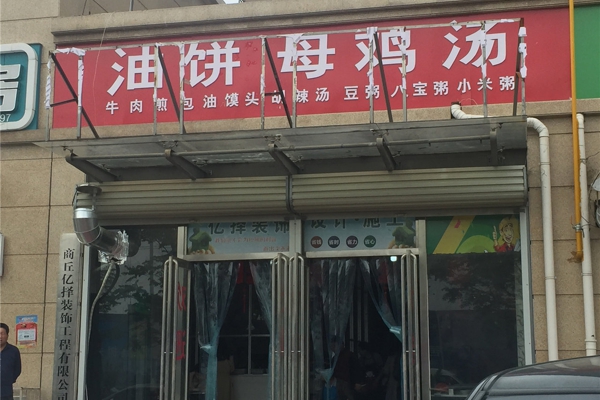 油饼母鸡汤
牛肉煎包油馍头胡辣汤 豆粥八宝粥小米粥
97
亿择装饰 设计·施工
商丘亿择装饰工程有限公司